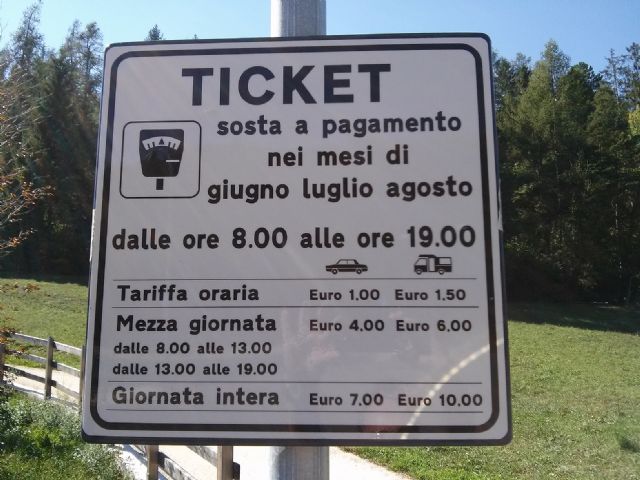 TICKET
sosta a pagamento
nei mesi di
giugno luglio agosto
dalle ore 8.00 alle ore 19.00
Tariffa oraria Euro 1.00 Euro 1.50
Mezza giornata Euro 4.00 Euro 6.00
dalle 8.00 alle 13.00
dalle 13.00 alle 19.00
Giornata intera Euro 7.00 Euro 10.00